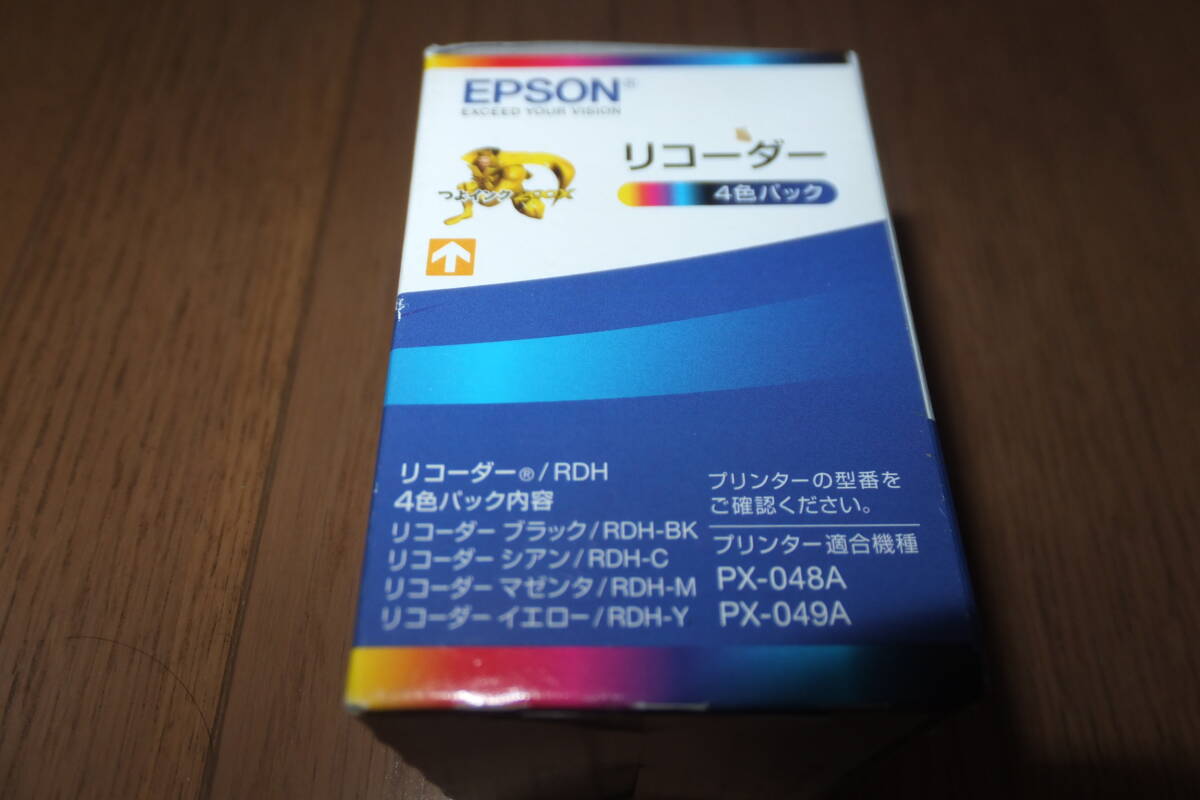 EPSON®
EXCEED YOUR VISION
リコーダー
4色パック
つよインク
リコーダー®/RDH
4色パック内容
リコーダー ブラック/RDH-BK
リコーダー シアン/RDH-C
リコーダー マゼンタ/RDH-M
リコーダー イエロー/RDH-Y
プリンターの型番を
ご確認ください。
プリンター適合機種
PX-048A
PX-049A